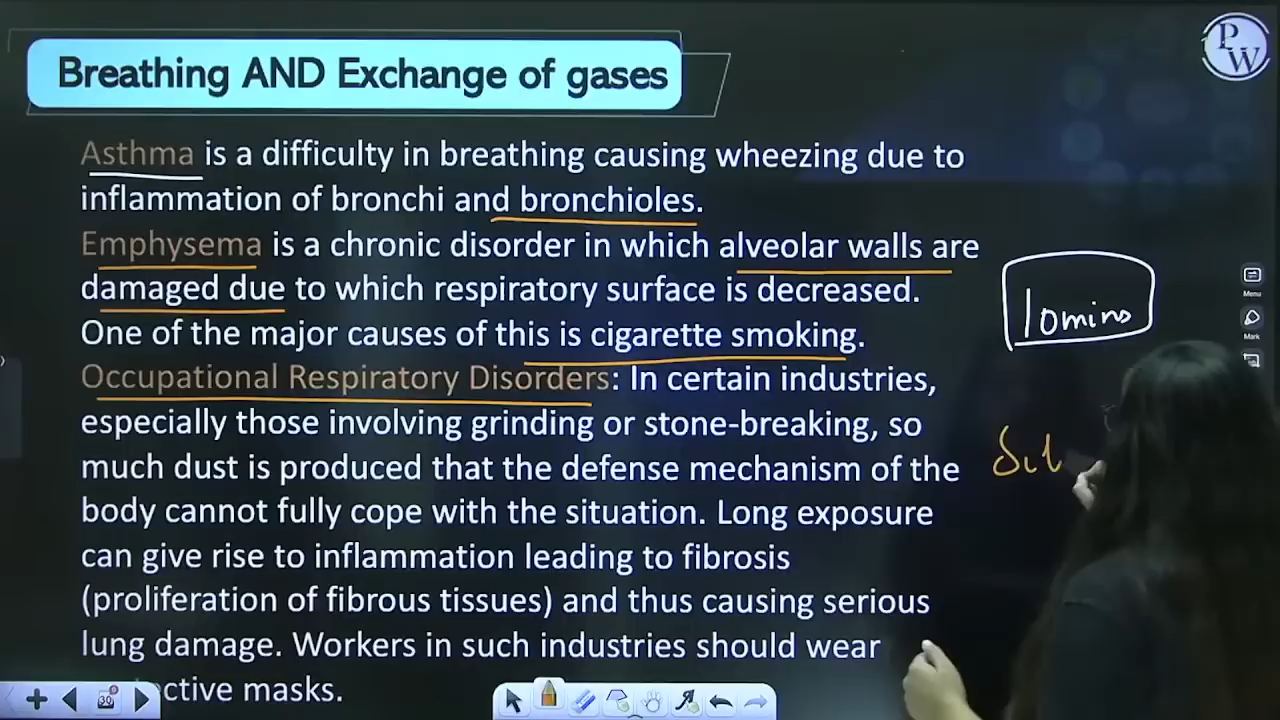 Breathing AND Exchange of gases
P
W
Asthma is a difficulty in breathing causing wheezing due to
inflammation of bronchi and bronchioles.
Emphysema is a chronic disorder in which alveolar walls are
damaged due to which respiratory surface is decreased.
One of the major causes of this is cigarette smoking.
Occupational Respiratory Disorders: In certain industries,
especially those involving grinding or stone-breaking, so
much dust is produced that the defense mechanism of the
body cannot fully cope with the situation. Long exposure
can give rise to inflammation leading to fibrosis
(proliferation of fibrous tissues) and thus causing serious
lung damage. Workers in such industries should wear
ective masks.
10mins
Menu
Mark
30